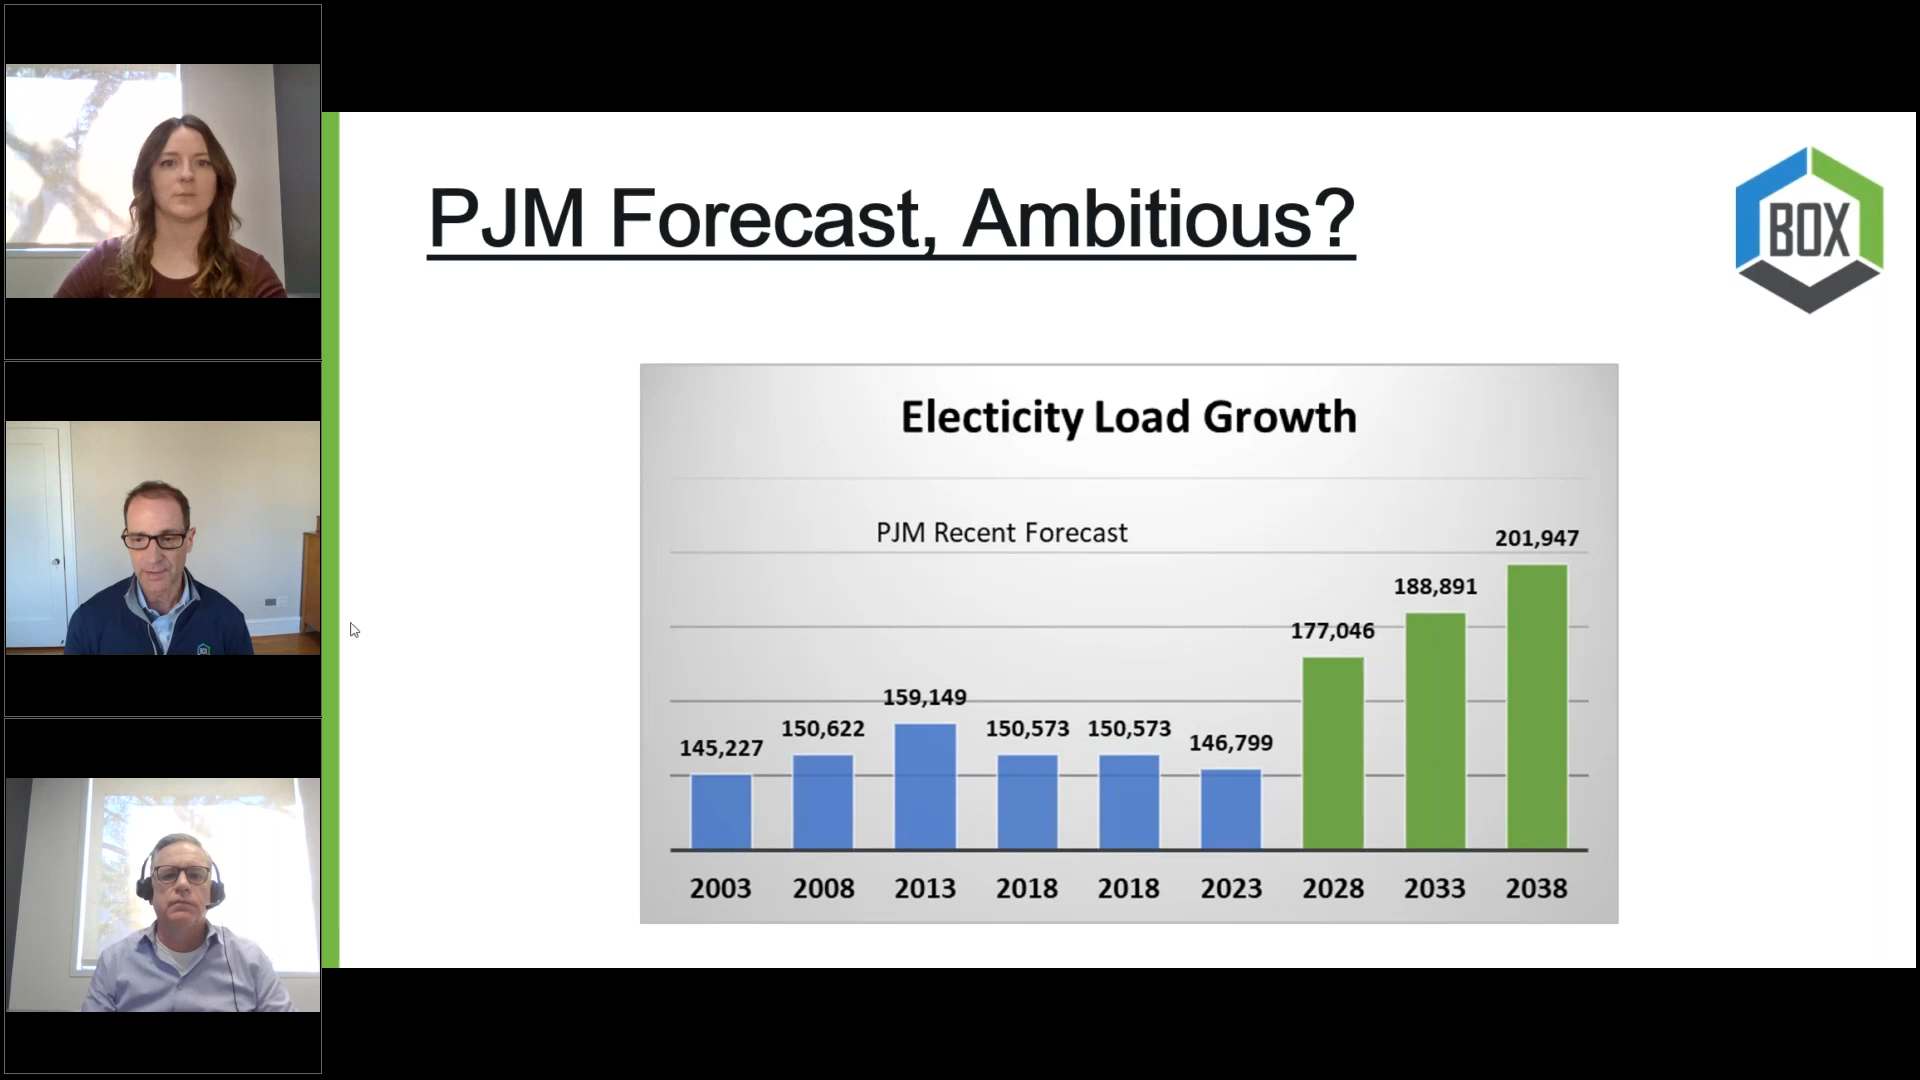 PJM Forecast, Ambitious?
BOX
Electicity Load Growth
PJM Recent Forecast
145,227 150,622 159,149 150,573 150,573 146,799 177,046 188,891 201,947
2003 2008 2013 2018 2018 2023 2028 2033 2038